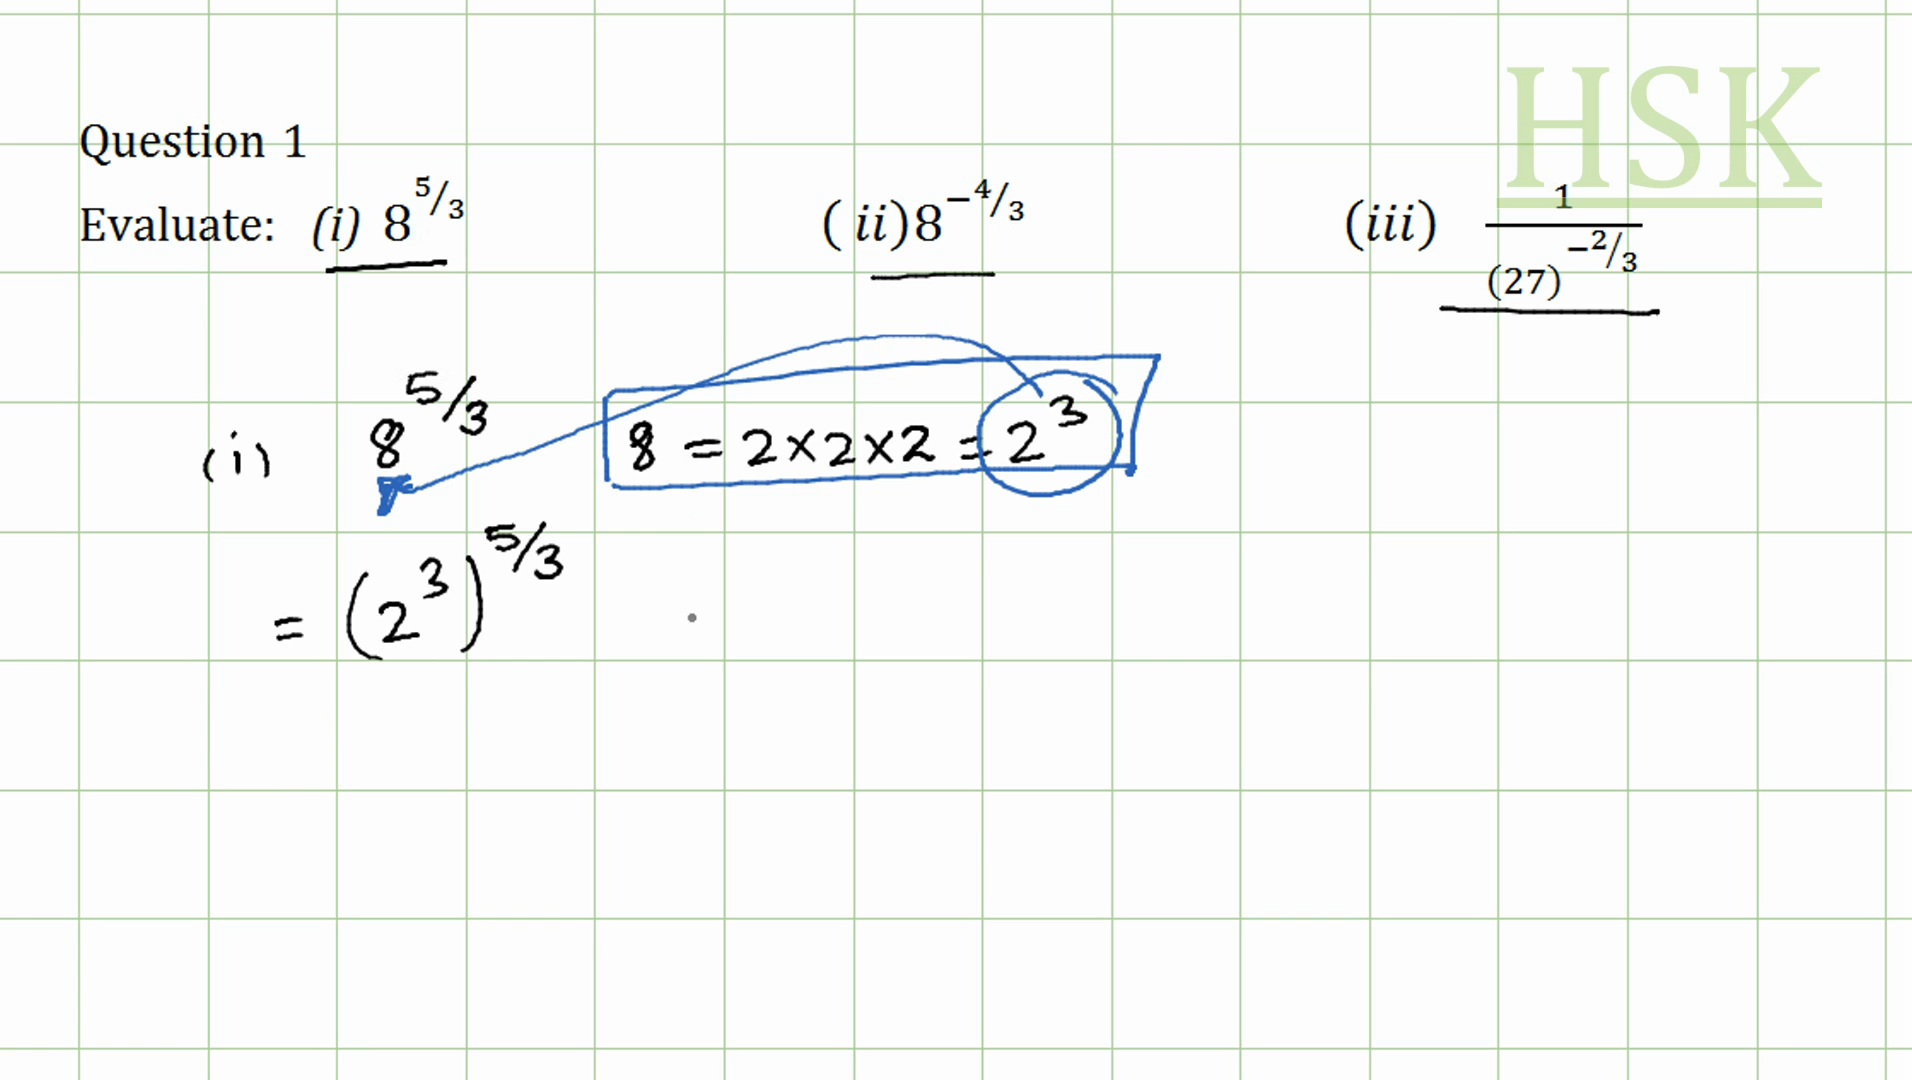 HSK
Question 1
Evaluate: (i) 8^5/3 (ii) 8^−4/3 (iii) 1/(27)^−2/3
(i) 8^5/3 8 = 2×2×2 = 2^3
= (2^3)^5/3